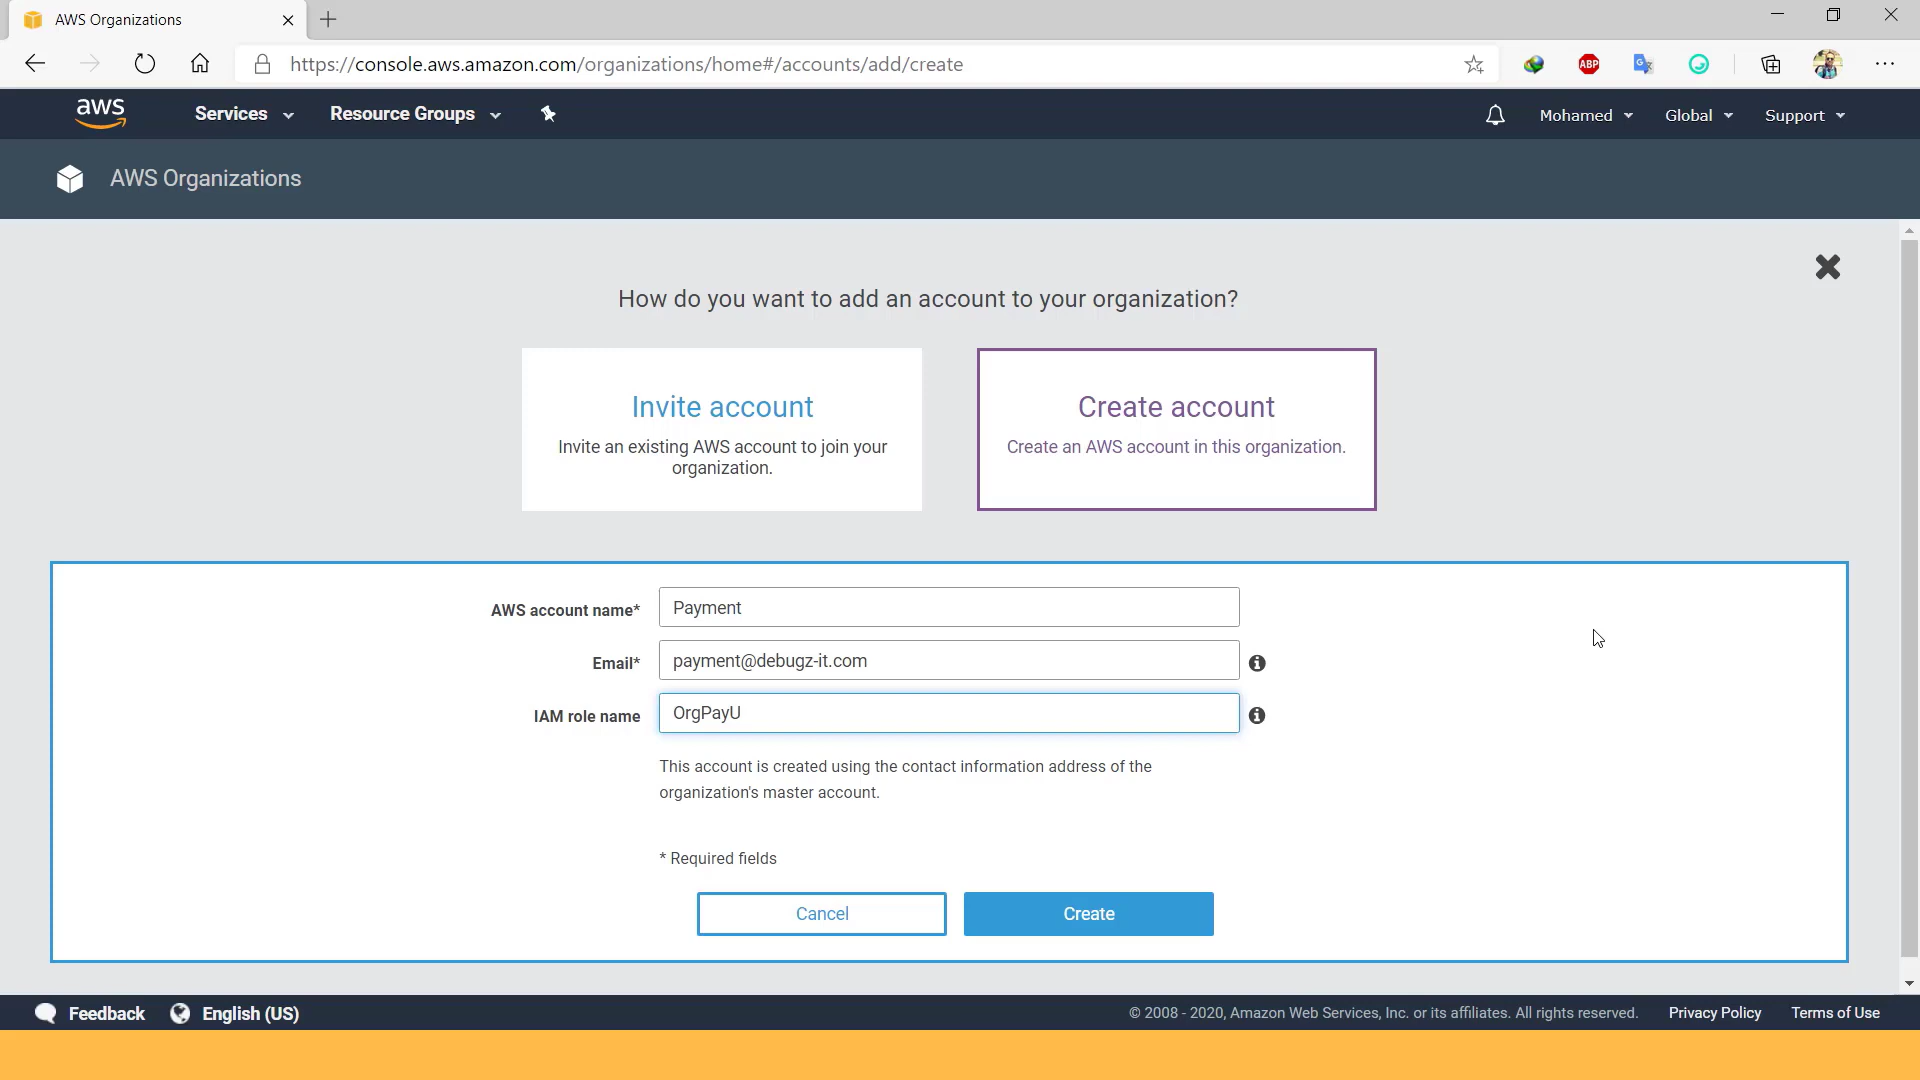 AWS Organizations
https://console.aws.amazon.com/organizations/home#/accounts/add/create
ABP
aws
Services
Resource Groups
Mohamed
Global
Support
AWS Organizations
How do you want to add an account to your organization?
Invite account
Invite an existing AWS account to join your
organization.
Create account
Create an AWS account in this organization.
AWS account name*
Payment
Email*
payment@debugz-it.com
IAM role name
OrgPayU
This account is created using the contact information address of the
organization's master account.
* Required fields
Cancel
Create
Feedback
English (US)
© 2008 - 2020, Amazon Web Services, Inc. or its affiliates. All rights reserved.
Privacy Policy
Terms of Use